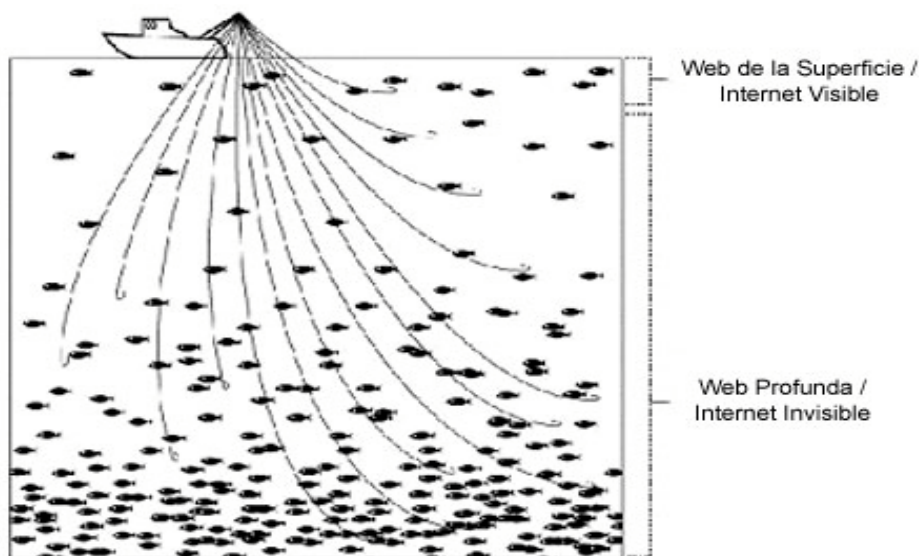 Web de la Superficie /
Internet Visible
Web Profunda /
Internet Invisible